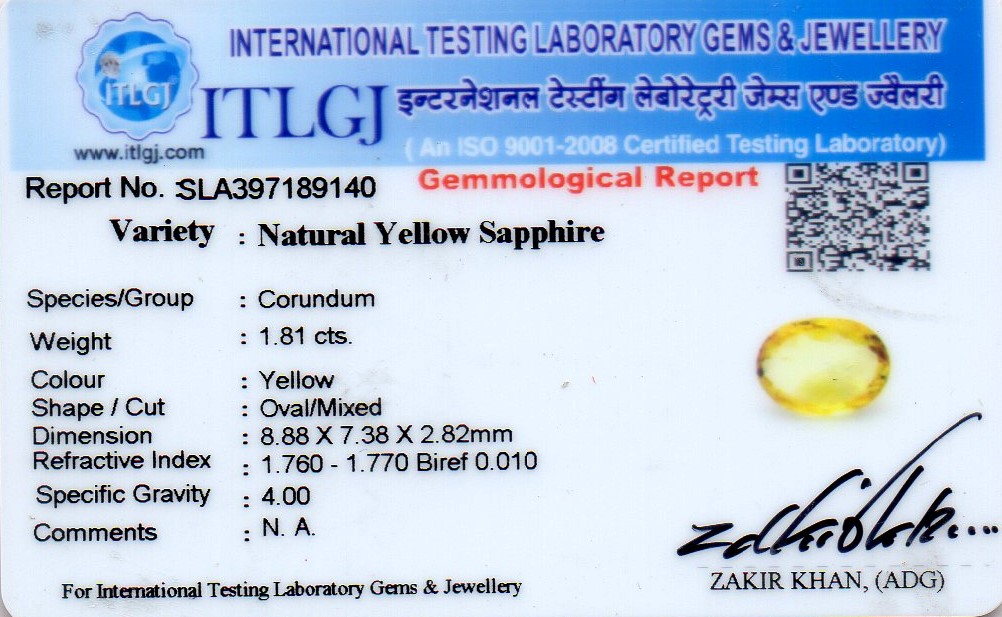 INTERNATIONAL TESTING LABORATORY GEMS & JEWELLERY
ITLGJ
ITLGJ
इन्टरनेशनल टेस्टींग लेबोरेट्ररी जेम्स एण्ड ज्वैलरी
www.itlgj.com
( An ISO 9001-2008 Certified Testing Laboratory)
Report No. :SLA397189140
Gemmological Report
Variety : Natural Yellow Sapphire
Species/Group : Corundum
Weight : 1.81 cts.
Colour : Yellow
Shape / Cut : Oval/Mixed
Dimension : 8.88 X 7.38 X 2.82mm
Refractive Index : 1.760 - 1.770 Biref 0.010
Specific Gravity : 4.00
Comments : N. A.
ZAKIR KHAN, (ADG)
For International Testing Laboratory Gems & Jewellery